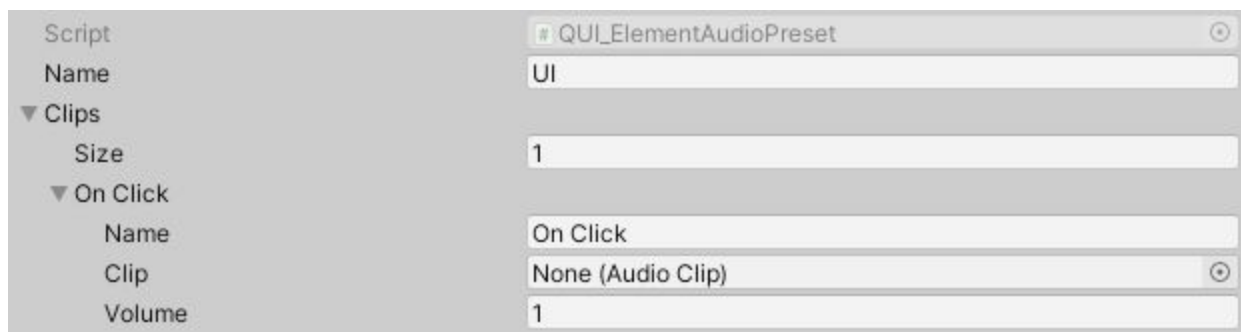 Script # QUI_ElementAudioPreset
Name UI
Clips
Size 1
On Click
Name On Click
Clip None (Audio Clip)
Volume 1